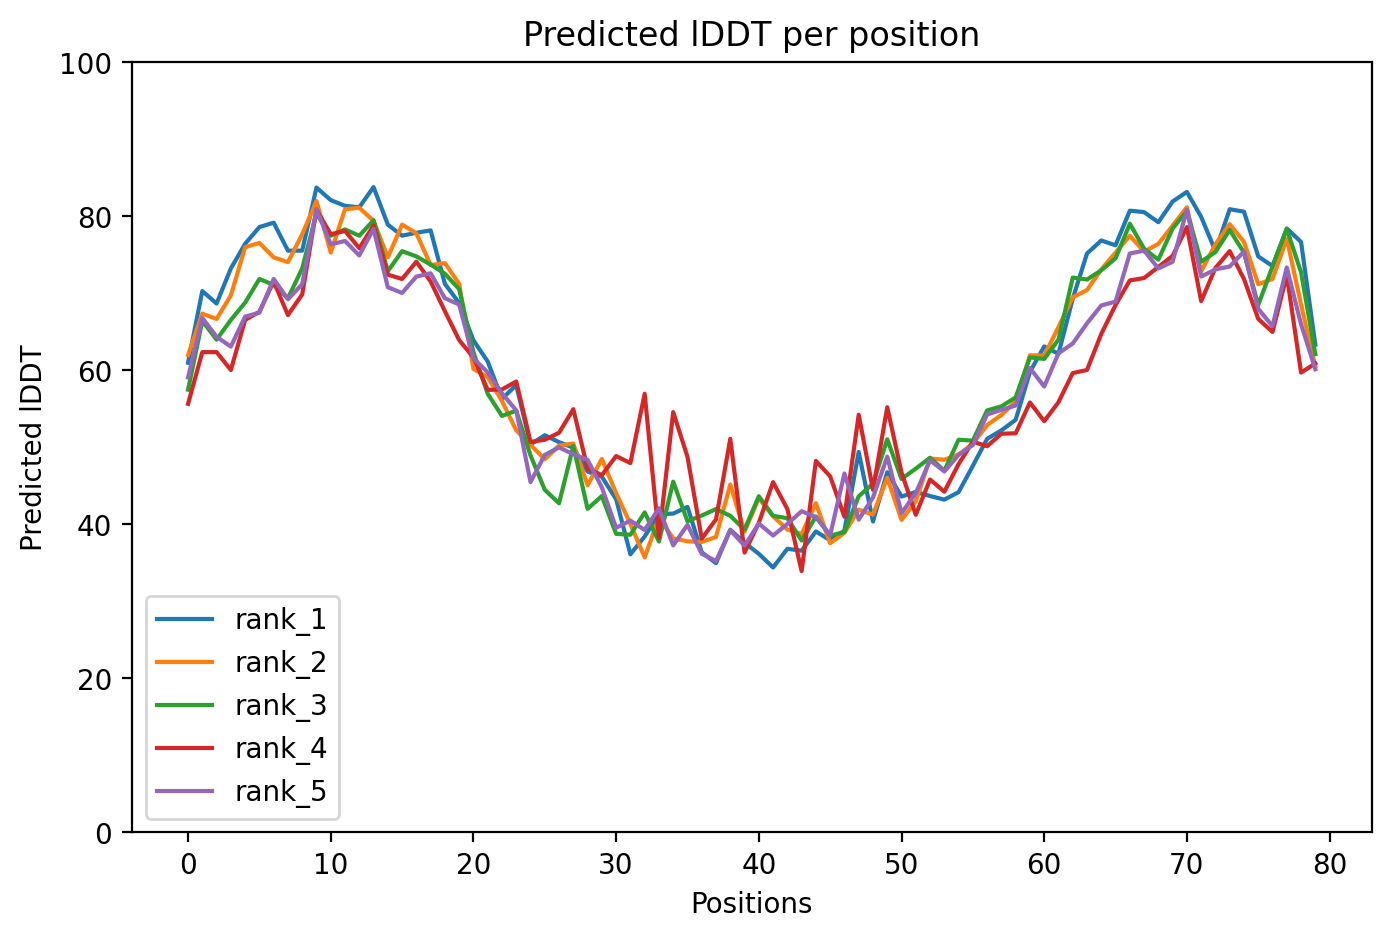 Predicted lDDT per position
Predicted lDDT
100
80
60
40
20
0
rank_1
rank_2
rank_3
rank_4
rank_5
0 10 20 30 40 50 60 70 80
Positions